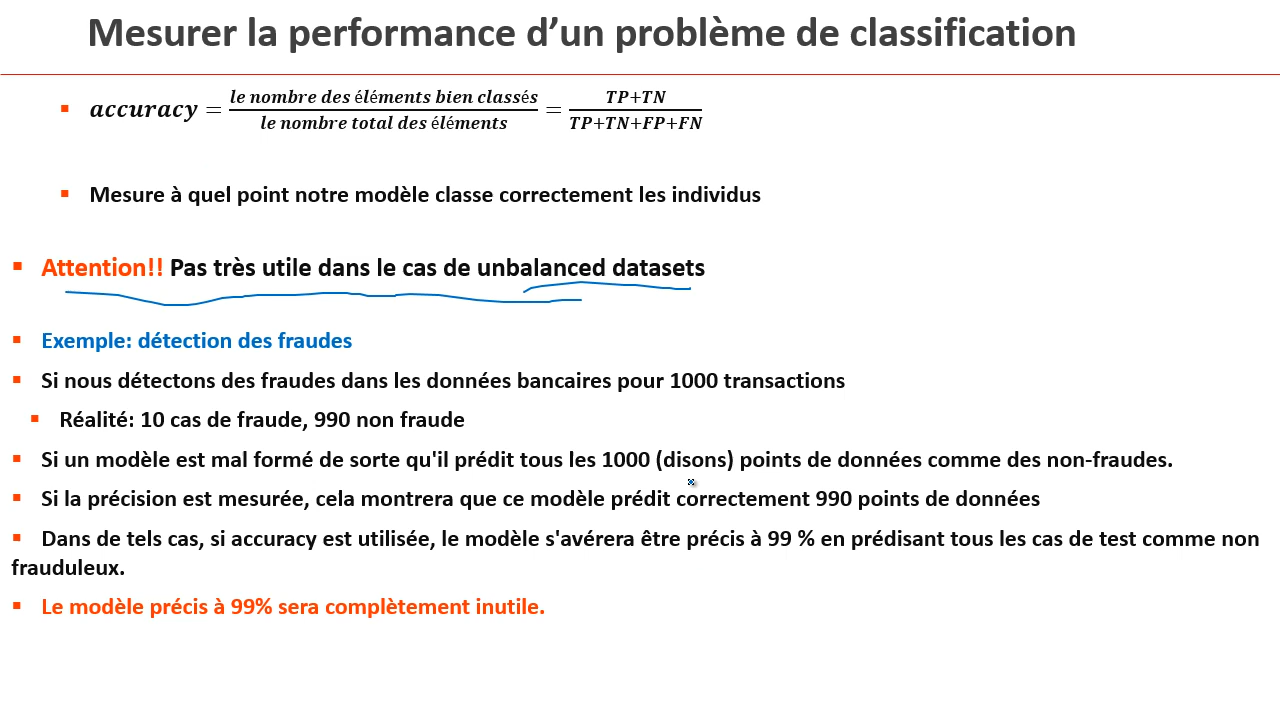 Mesurer la performance d’un problème de classification
▪ accuracy = le nombre des éléments bien classés / le nombre total des éléments = TP+TN / TP+TN+FP+FN
▪ Mesure à quel point notre modèle classe correctement les individus
▪ Attention!! Pas très utile dans le cas de unbalanced datasets
▪ Exemple: détection des fraudes
▪ Si nous détectons des fraudes dans les données bancaires pour 1000 transactions
▪ Réalité: 10 cas de fraude, 990 non fraude
▪ Si un modèle est mal formé de sorte qu'il prédit tous les 1000 (disons) points de données comme des non-fraudes.
▪ Si la précision est mesurée, cela montrera que ce modèle prédit correctement 990 points de données
▪ Dans de tels cas, si accuracy est utilisée, le modèle s'avérera être précis à 99 % en prédisant tous les cas de test comme non
frauduleux.
▪ Le modèle précis à 99% sera complètement inutile.